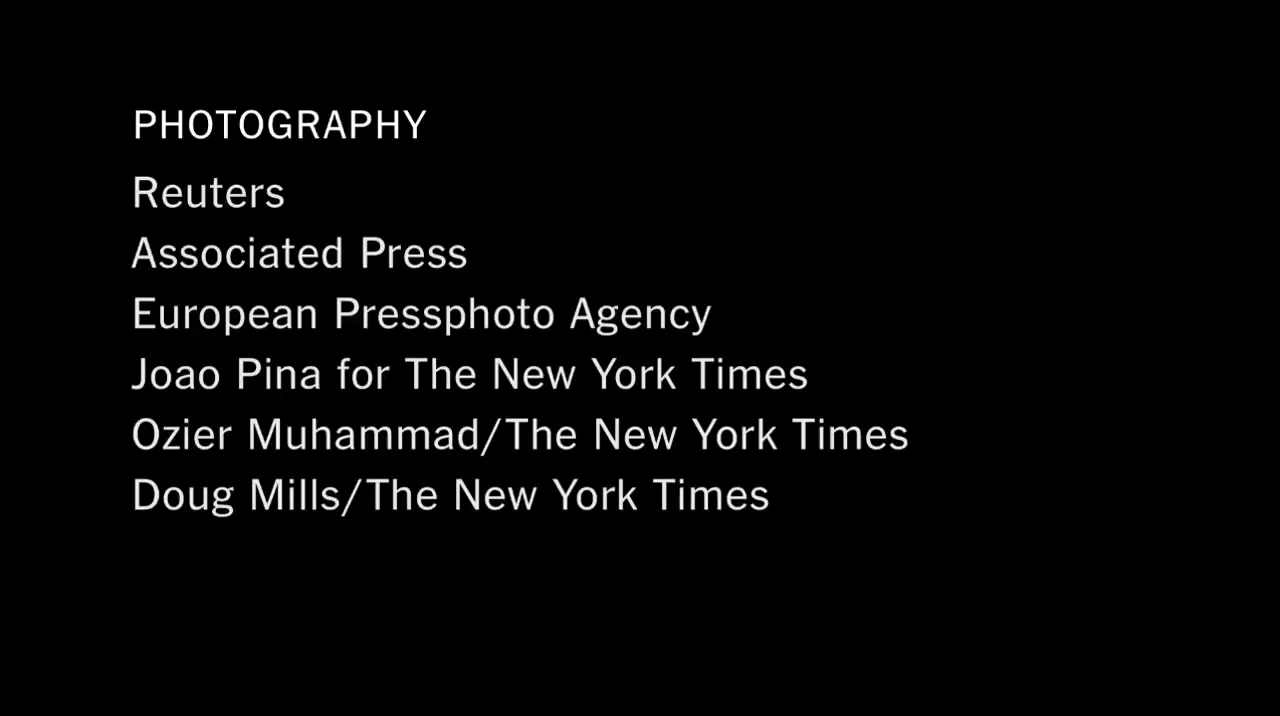 PHOTOGRAPHY
Reuters
Associated Press
European Pressphoto Agency
Joao Pina for The New York Times
Ozier Muhammad/The New York Times
Doug Mills/The New York Times